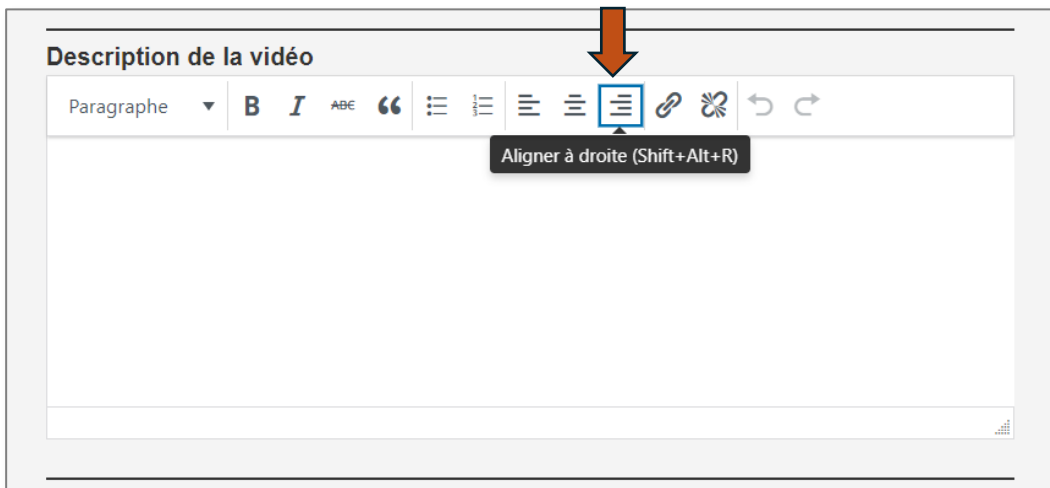 Description de la vidéo
Paragraphe B I ABC
Aligner à droite (Shift+Alt+R)